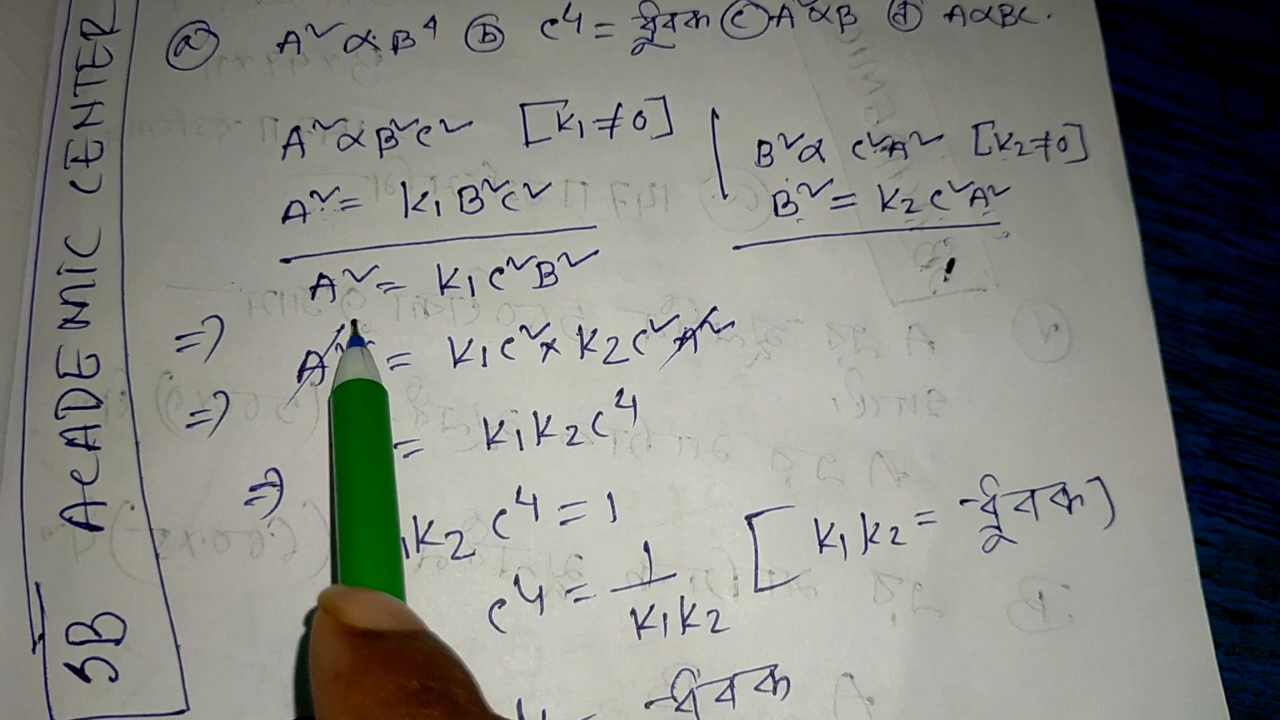 SB ACADEMIC CENTER
ⓐ A² ∝ B⁴ ⓑ C⁴ = ধ্রুবক ⓒ A² ∝ B ⓓ A ∝ BC.
A² ∝ B²C² [K₁ ≠ 0]
A² = K₁B²C²
B² ∝ C²A² [K₂ ≠ 0]
B² = K₂C²A²
A² = K₁C²B²
⇒ A² = K₁C² × K₂C²A²
⇒ = K₁K₂C⁴
⇒ K₂C⁴ = 1
C⁴ = 1/K₁K₂ [K₁K₂ = ধ্রুবক]
= ধ্রুবক